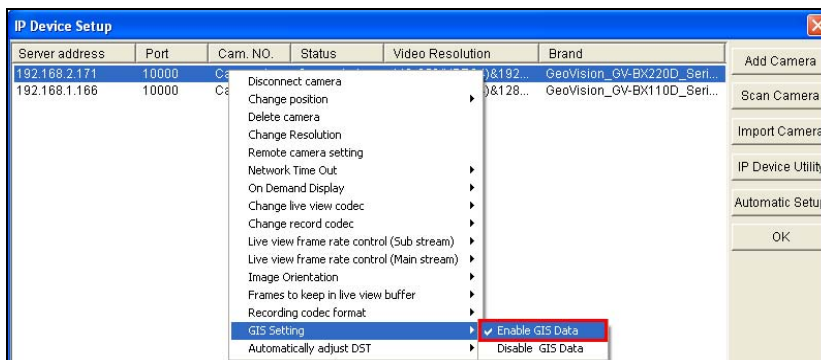 IP Device Setup
Server address Port Cam. NO. Status Video Resolution Brand
192.168.2.171 10000 )&192... GeoVision_GV-BX220D_Seri...
192.168.1.166 10000 )&128... GeoVision_GV-BX110D_Seri...
Disconnect camera
Change position
Delete camera
Change Resolution
Remote camera setting
Network Time Out
On Demand Display
Change live view codec
Change record codec
Live view frame rate control (Sub stream)
Live view frame rate control (Main stream)
Image Orientation
Frames to keep in live view buffer
Recording codec format
GIS Setting
Automatically adjust DST
Enable GIS Data
Disable GIS Data
Add Camera
Scan Camera
Import Camera
IP Device Utility
Automatic Setu
OK